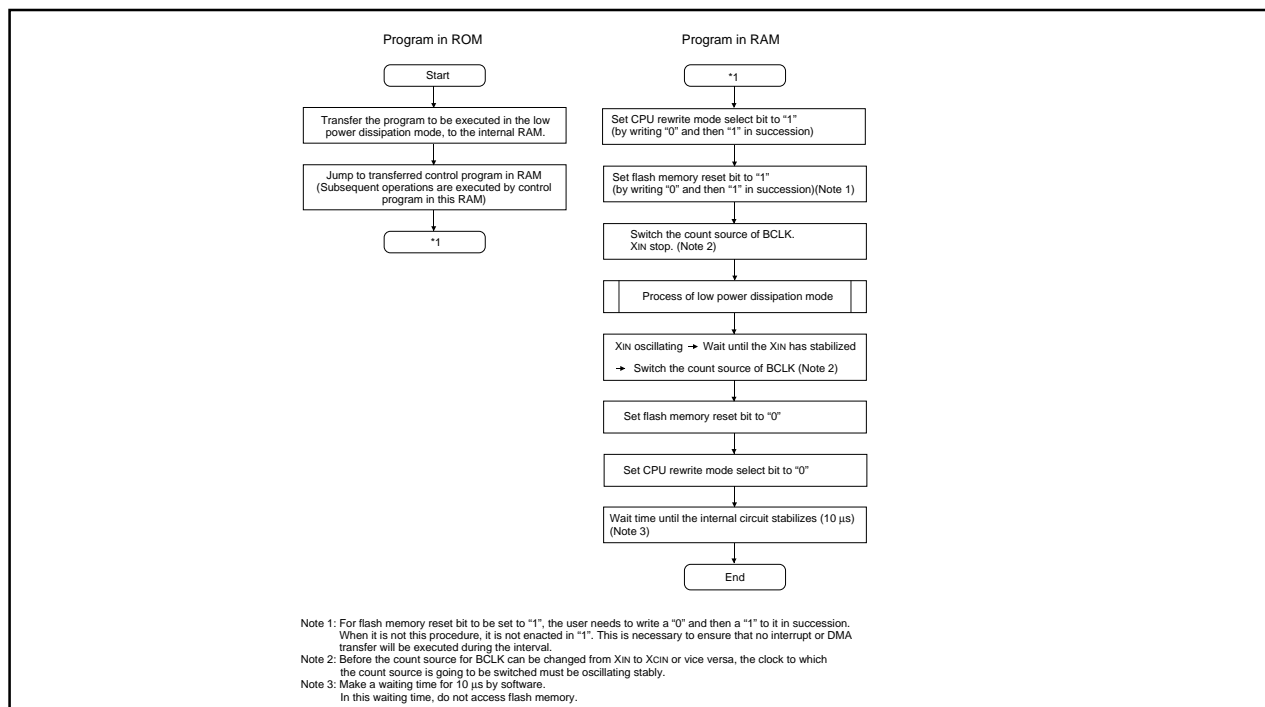 Program in ROM
Start
Transfer the program to be executed in the low
power dissipation mode, to the internal RAM.
Jump to transferred control program in RAM
(Subsequent operations are executed by control
program in this RAM)
*1
Program in RAM
*1
Set CPU rewrite mode select bit to “1”
(by writing “0” and then “1” in succession)
Set flash memory reset bit to “1”
(by writing “0” and then “1” in succession)(Note 1)
Switch the count source of BCLK.
XIN stop. (Note 2)
Process of low power dissipation mode
XIN oscillating → Wait until the XIN has stabilized
→ Switch the count source of BCLK (Note 2)
Set flash memory reset bit to “0”
Set CPU rewrite mode select bit to “0”
Wait time until the internal circuit stabilizes (10 µs)
(Note 3)
End
Note 1: For flash memory reset bit to be set to “1”, the user needs to write a “0” and then a “1” to it in succession.
When it is not this procedure, it is not enacted in “1”. This is necessary to ensure that no interrupt or DMA
transfer will be executed during the interval.
Note 2: Before the count source for BCLK can be changed from XIN to XCIN or vice versa, the clock to which
the count source is going to be switched must be oscillating stably.
Note 3: Make a waiting time for 10 µs by software.
In this waiting time, do not access flash memory.